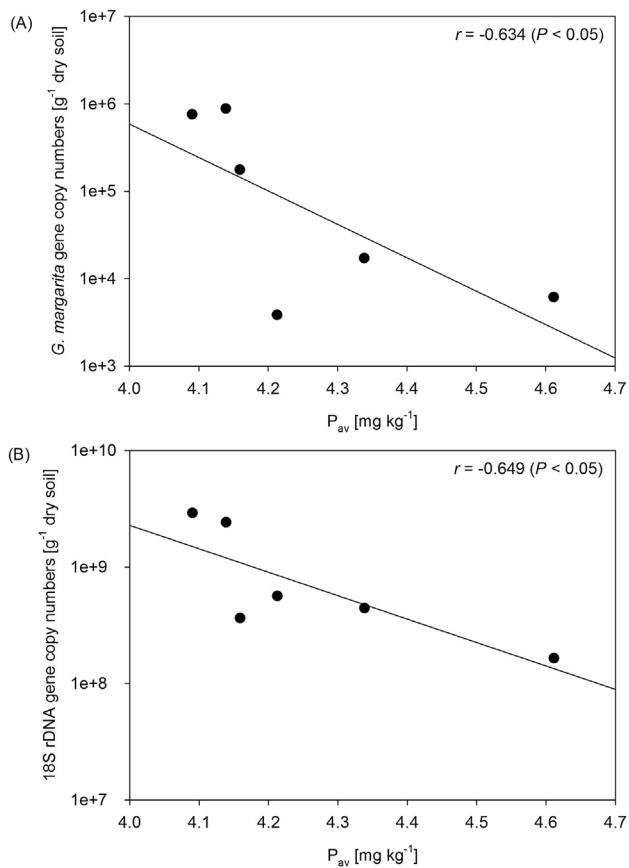 (A)
r = -0.634 (P < 0.05)
G. margarita gene copy numbers [g⁻¹ dry soil]
1e+7
1e+6
1e+5
1e+4
1e+3
4.0 4.1 4.2 4.3 4.4 4.5 4.6 4.7
Pav [mg kg⁻¹]
(B)
r = -0.649 (P < 0.05)
18S rDNA gene copy numbers [g⁻¹ dry soil]
1e+10
1e+9
1e+8
1e+7
4.0 4.1 4.2 4.3 4.4 4.5 4.6 4.7
Pav [mg kg⁻¹]